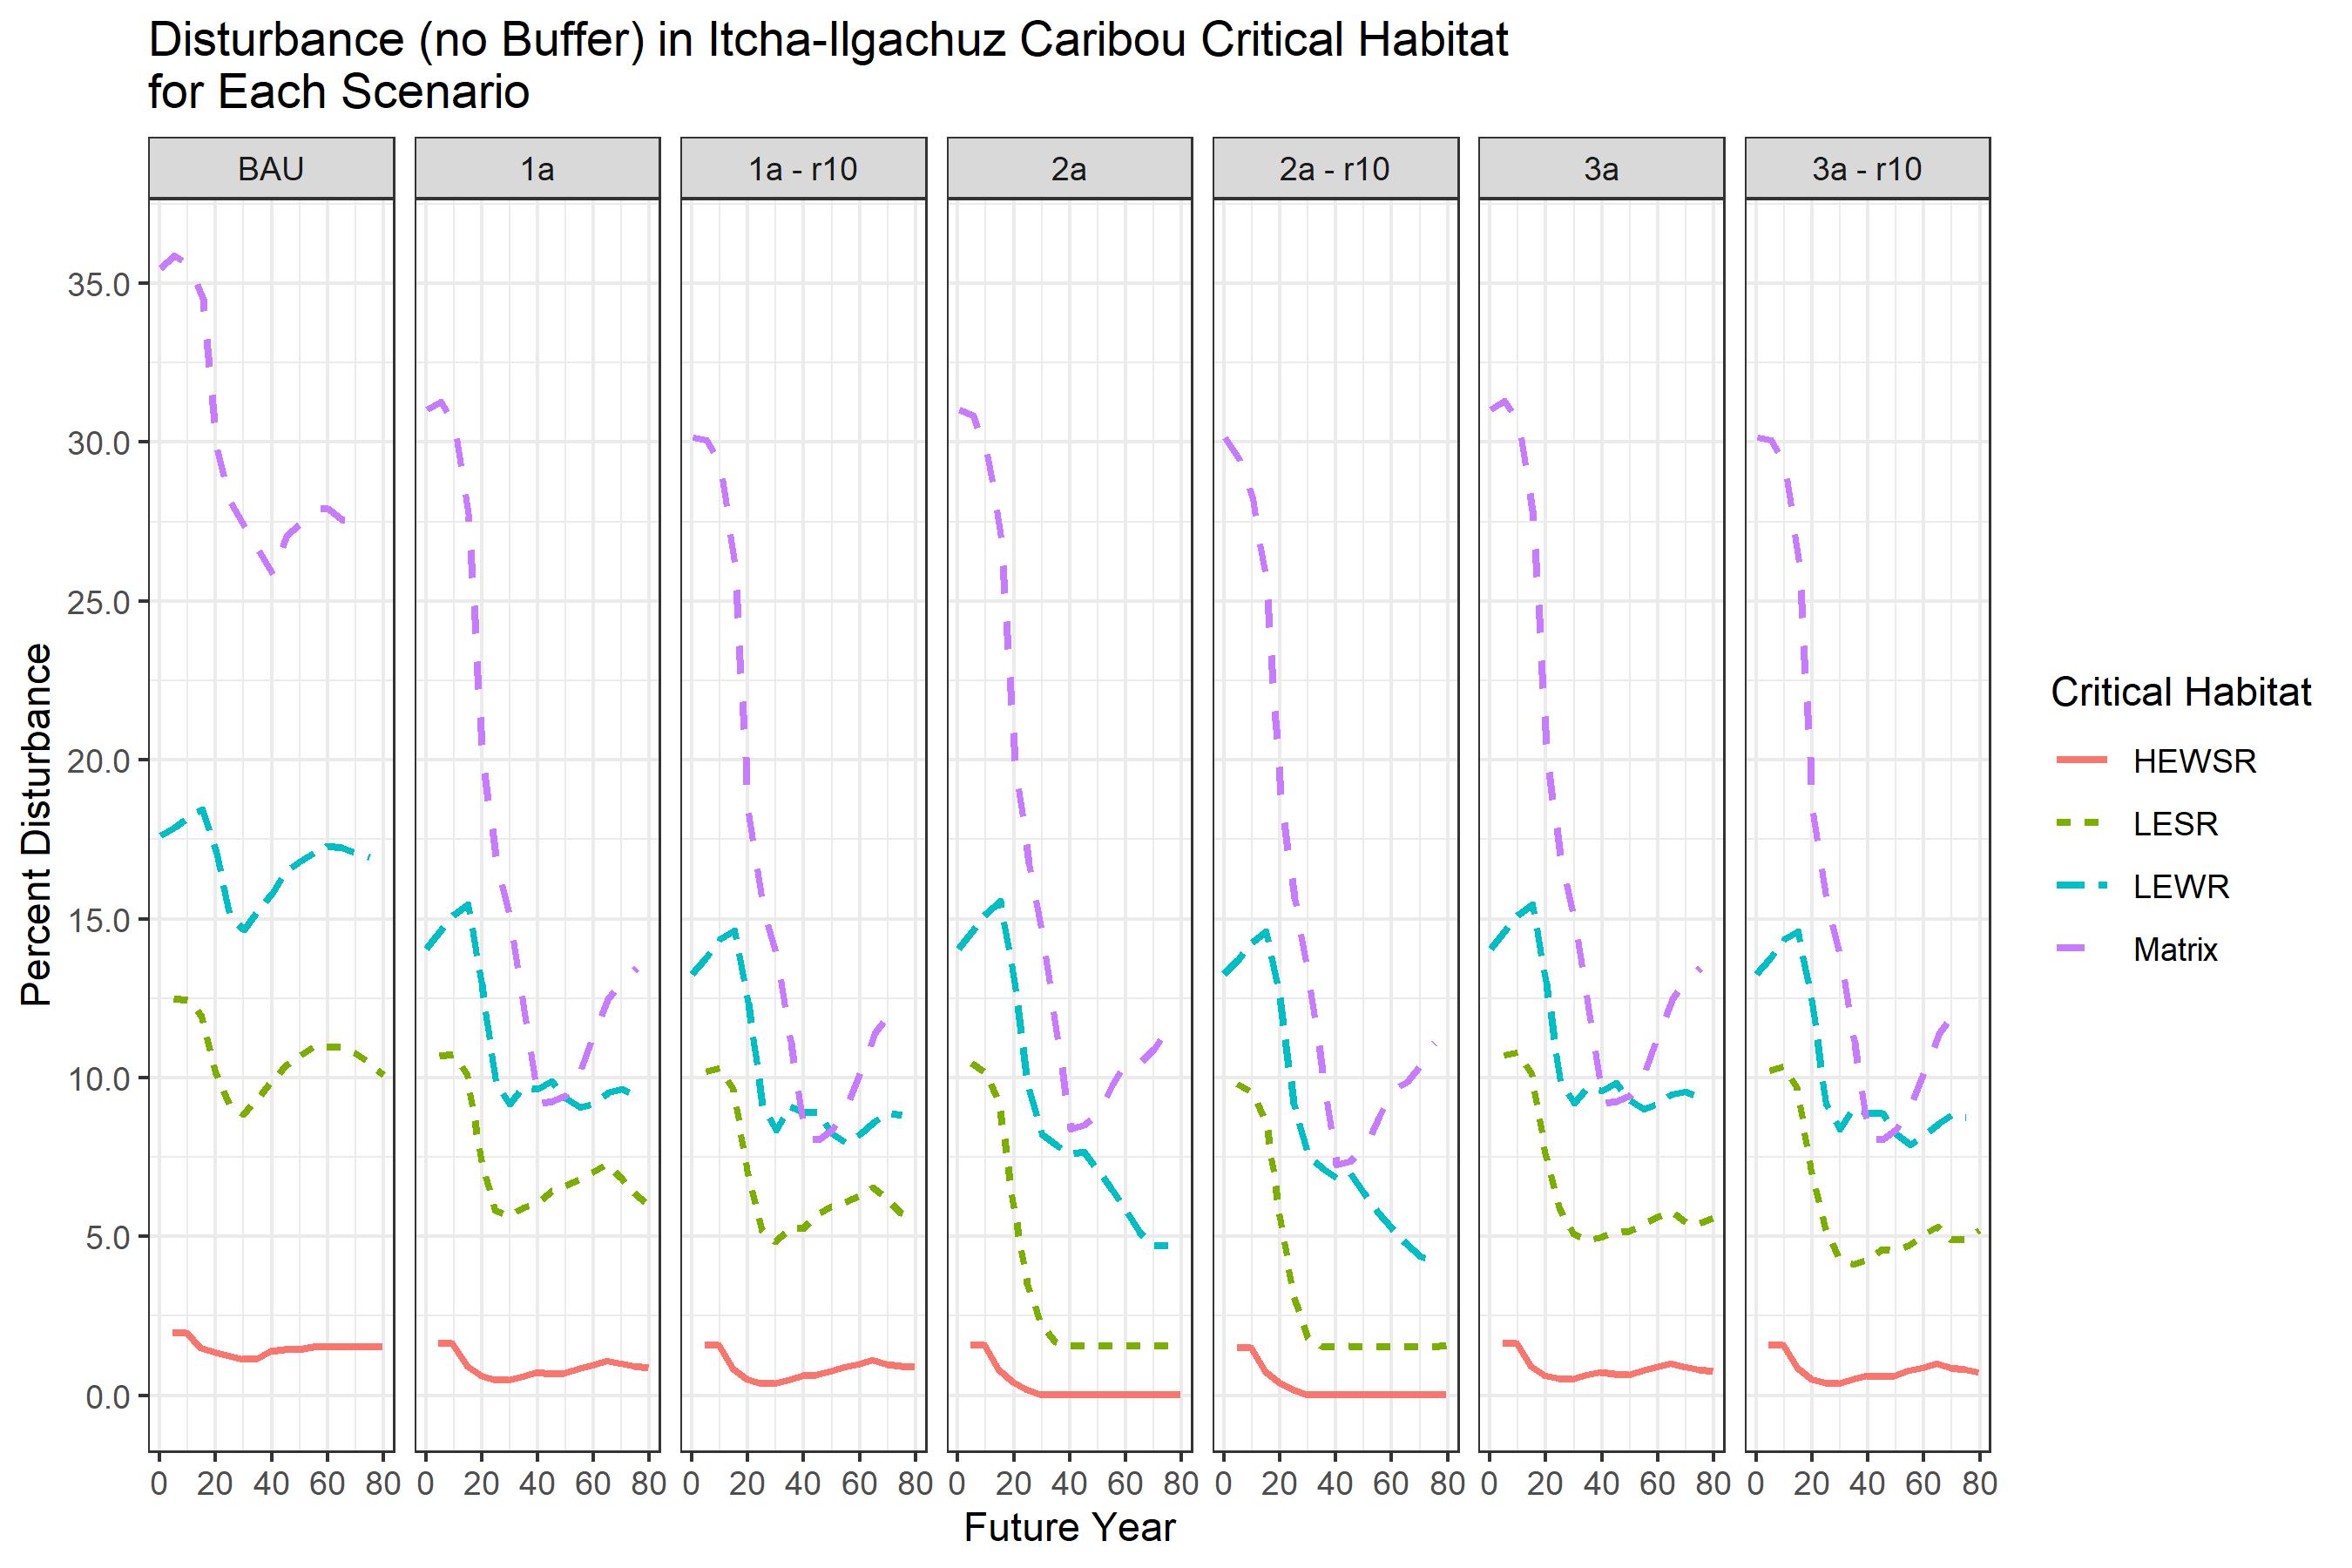 Disturbance (no Buffer) in Itcha-Ilgachuz Caribou Critical Habitat
for Each Scenario
BAU 1a 1a - r10 2a 2a - r10 3a 3a - r10
35.0
30.0
25.0
20.0
15.0
10.0
5.0
0.0
Percent Disturbance
0 20 40 60 80 0 20 40 60 80 0 20 40 60 80 0 20 40 60 80 0 20 40 60 80 0 20 40 60 80 0 20 40 60 80
Future Year
Critical Habitat
HEWSR
LESR
LEWR
Matrix